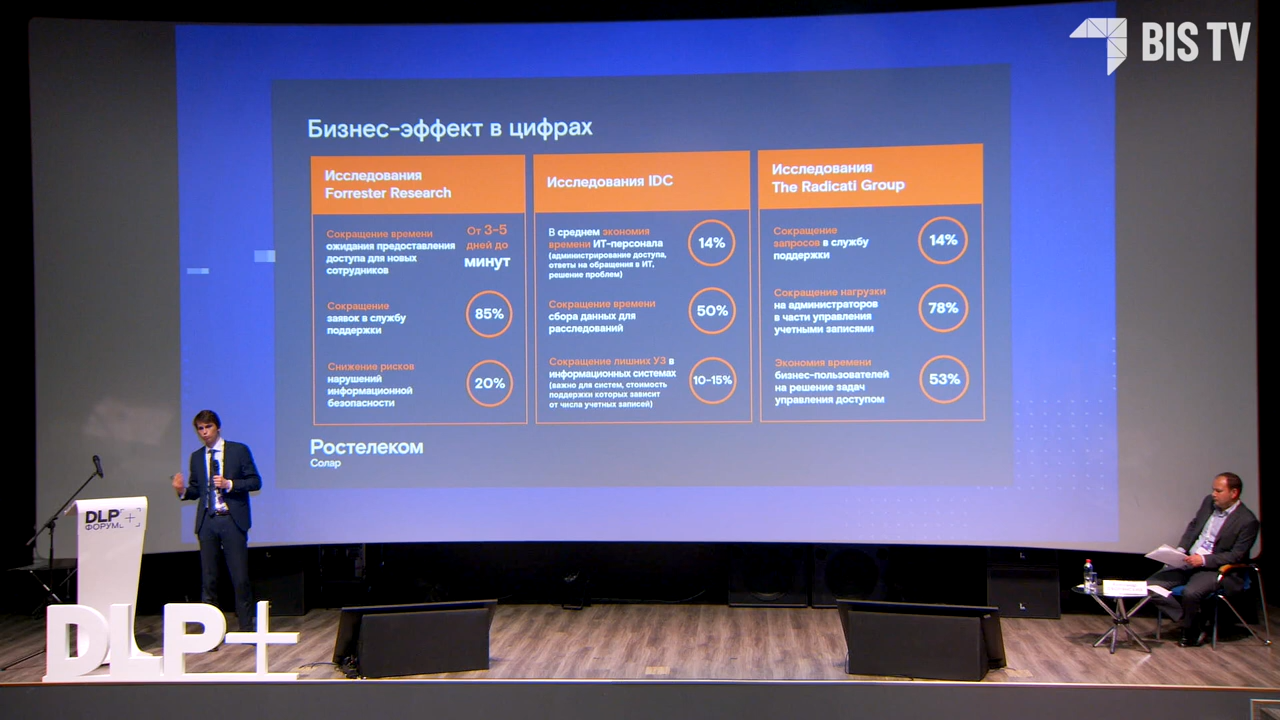 BIS TV
Бизнес-эффект в цифрах
Исследования
Forrester Research
Сокращение времени
ожидания предоставления
доступа для новых
сотрудников
От 3-5
дней до
минут
Сокращение
заявок в службу
поддержки
85%
Снижение рисков
нарушений
информационной
безопасности
20%
Исследования IDC
В среднем экономия
времени ИТ-персонала
(администрирование доступа,
ответы на обращения в ИТ,
решение проблем)
14%
Сокращение времени
сбора данных для
расследований
50%
Сокращение лишних УЗ в
информационных системах
(важно для систем, стоимость
поддержки которых зависит
от числа учетных записей)
10-15%
Исследования
The Radicati Group
Сокращение
запросов в службу
поддержки
14%
Сокращение нагрузки
на администраторов
в части управления
учетными записями
78%
Экономия времени
бизнес-пользователей
на решение задач
управления доступом
53%
Ростелеком
Солар
DLP+
ФОРУМ
DLP+